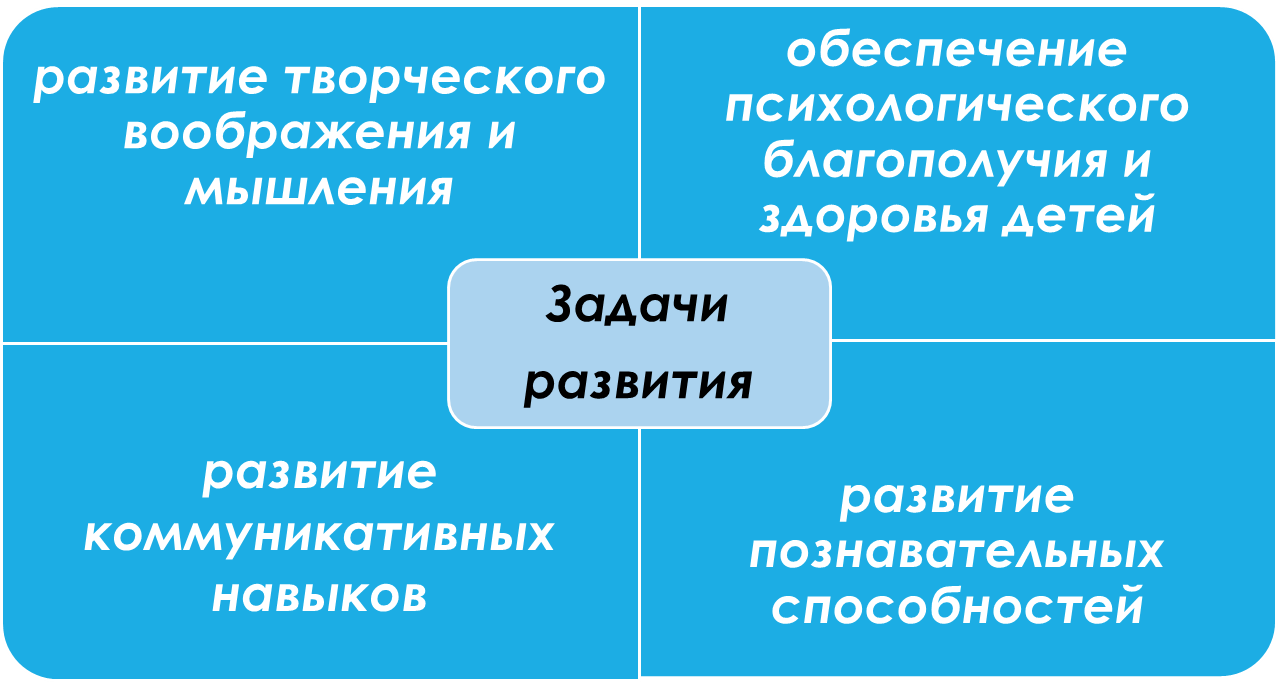 развитие творческого
воображения и
мышления
обеспечение
психологического
благополучия и
здоровья детей
Задачи
развития
развитие
коммуникативных
навыков
развитие
познавательных
способностей